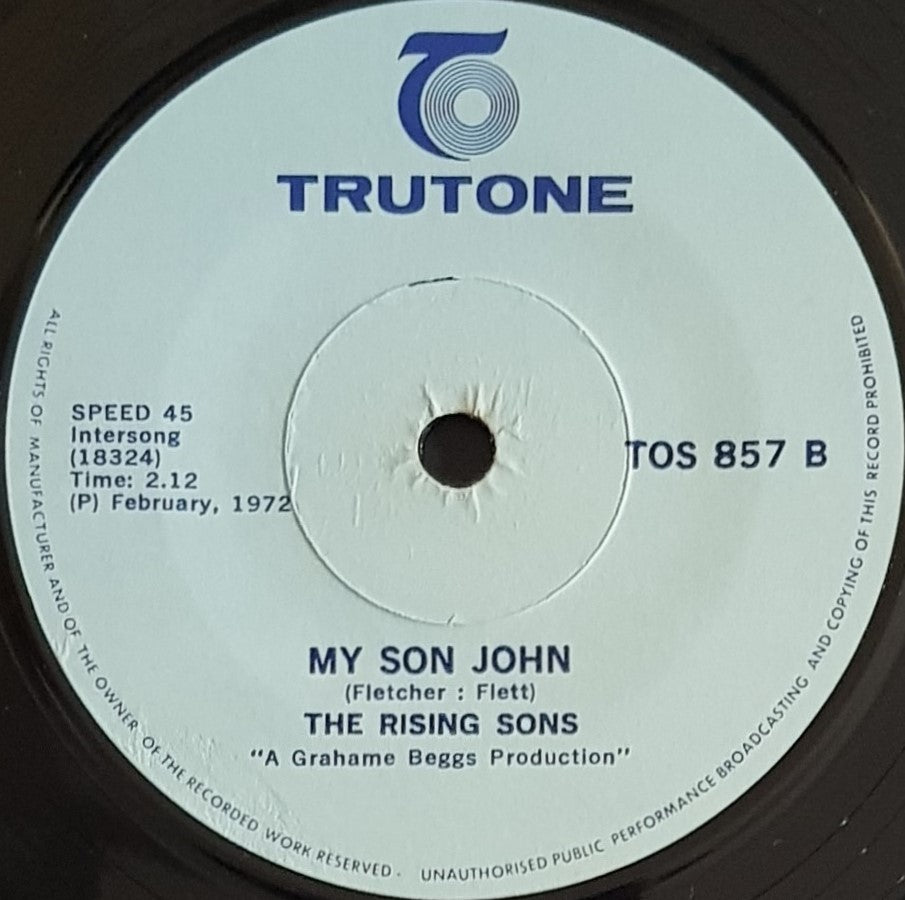 TRUTONE
SPEED 45
Intersong
(18324)
Time: 2.12
(P) February, 1972
TOS 857 B
MY SON JOHN
(Fletcher : Flett)
THE RISING SONS
"A Grahame Beggs Production"
ALL RIGHTS OF MANUFACTURER AND OF THE OWNER OF THE RECORDED WORK RESERVED. UNAUTHORISED PUBLIC PERFORMANCE BROADCASTING AND COPYING OF THIS RECORD PROHIBITED